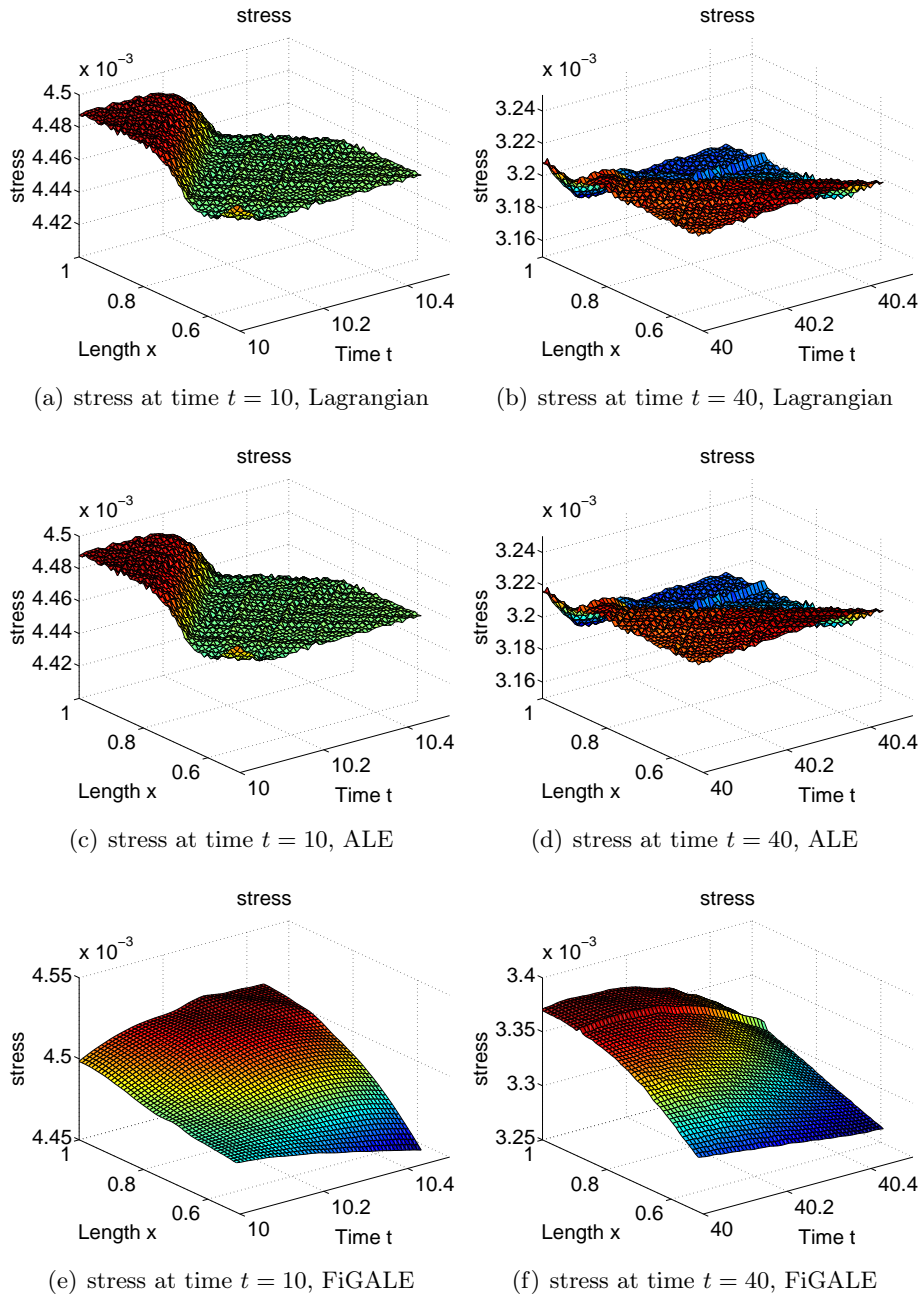 stress
x 10⁻³
4.5
4.48
4.46
4.44
4.42
stress
1
0.8
0.6
Length x
10
10.2
10.4
Time t
(a) stress at time t = 10, Lagrangian
stress
x 10⁻³
3.24
3.22
3.2
3.18
3.16
stress
1
0.8
0.6
Length x
40
40.2
40.4
Time t
(b) stress at time t = 40, Lagrangian
stress
x 10⁻³
4.5
4.48
4.46
4.44
4.42
stress
1
0.8
0.6
Length x
10
10.2
10.4
Time t
(c) stress at time t = 10, ALE
stress
x 10⁻³
3.24
3.22
3.2
3.18
3.16
stress
1
0.8
0.6
Length x
40
40.2
40.4
Time t
(d) stress at time t = 40, ALE
stress
x 10⁻³
4.55
4.5
4.45
stress
1
0.8
0.6
Length x
10
10.2
10.4
Time t
(e) stress at time t = 10, FiGALE
stress
x 10⁻³
3.4
3.35
3.3
3.25
stress
1
0.8
0.6
Length x
40
40.2
40.4
Time t
(f) stress at time t = 40, FiGALE